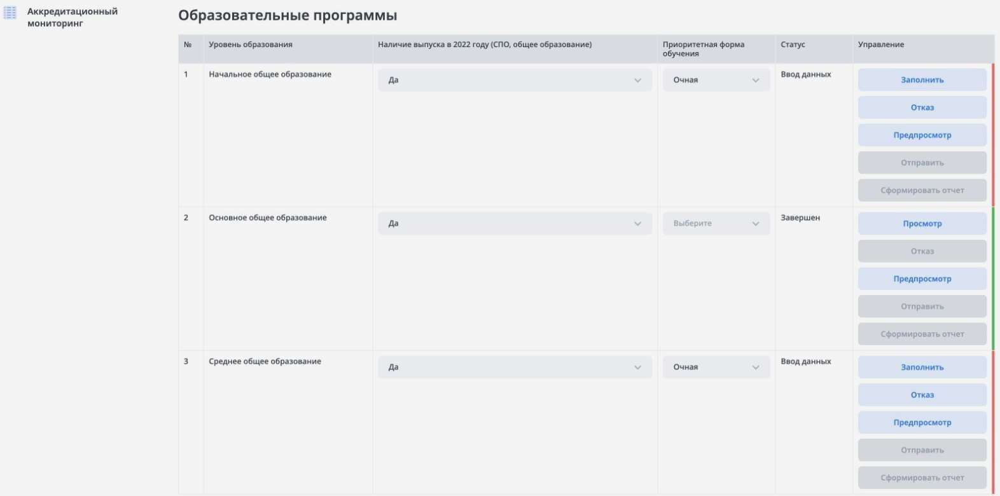 Аккредитационный
мониторинг
Образовательные программы
№ Уровень образования Наличие выпуска в 2022 году (СПО, общее образование) Приоритетная форма обучения Статус Управление
1 Начальное общее образование Да Очная Ввод данных Заполнить
Отказ
Предпросмотр
Отправить
Сформировать отчет
2 Основное общее образование Да Выберите Завершен Просмотр
Отказ
Предпросмотр
Отправить
Сформировать отчет
3 Среднее общее образование Да Очная Ввод данных Заполнить
Отказ
Предпросмотр
Отправить
Сформировать отчет